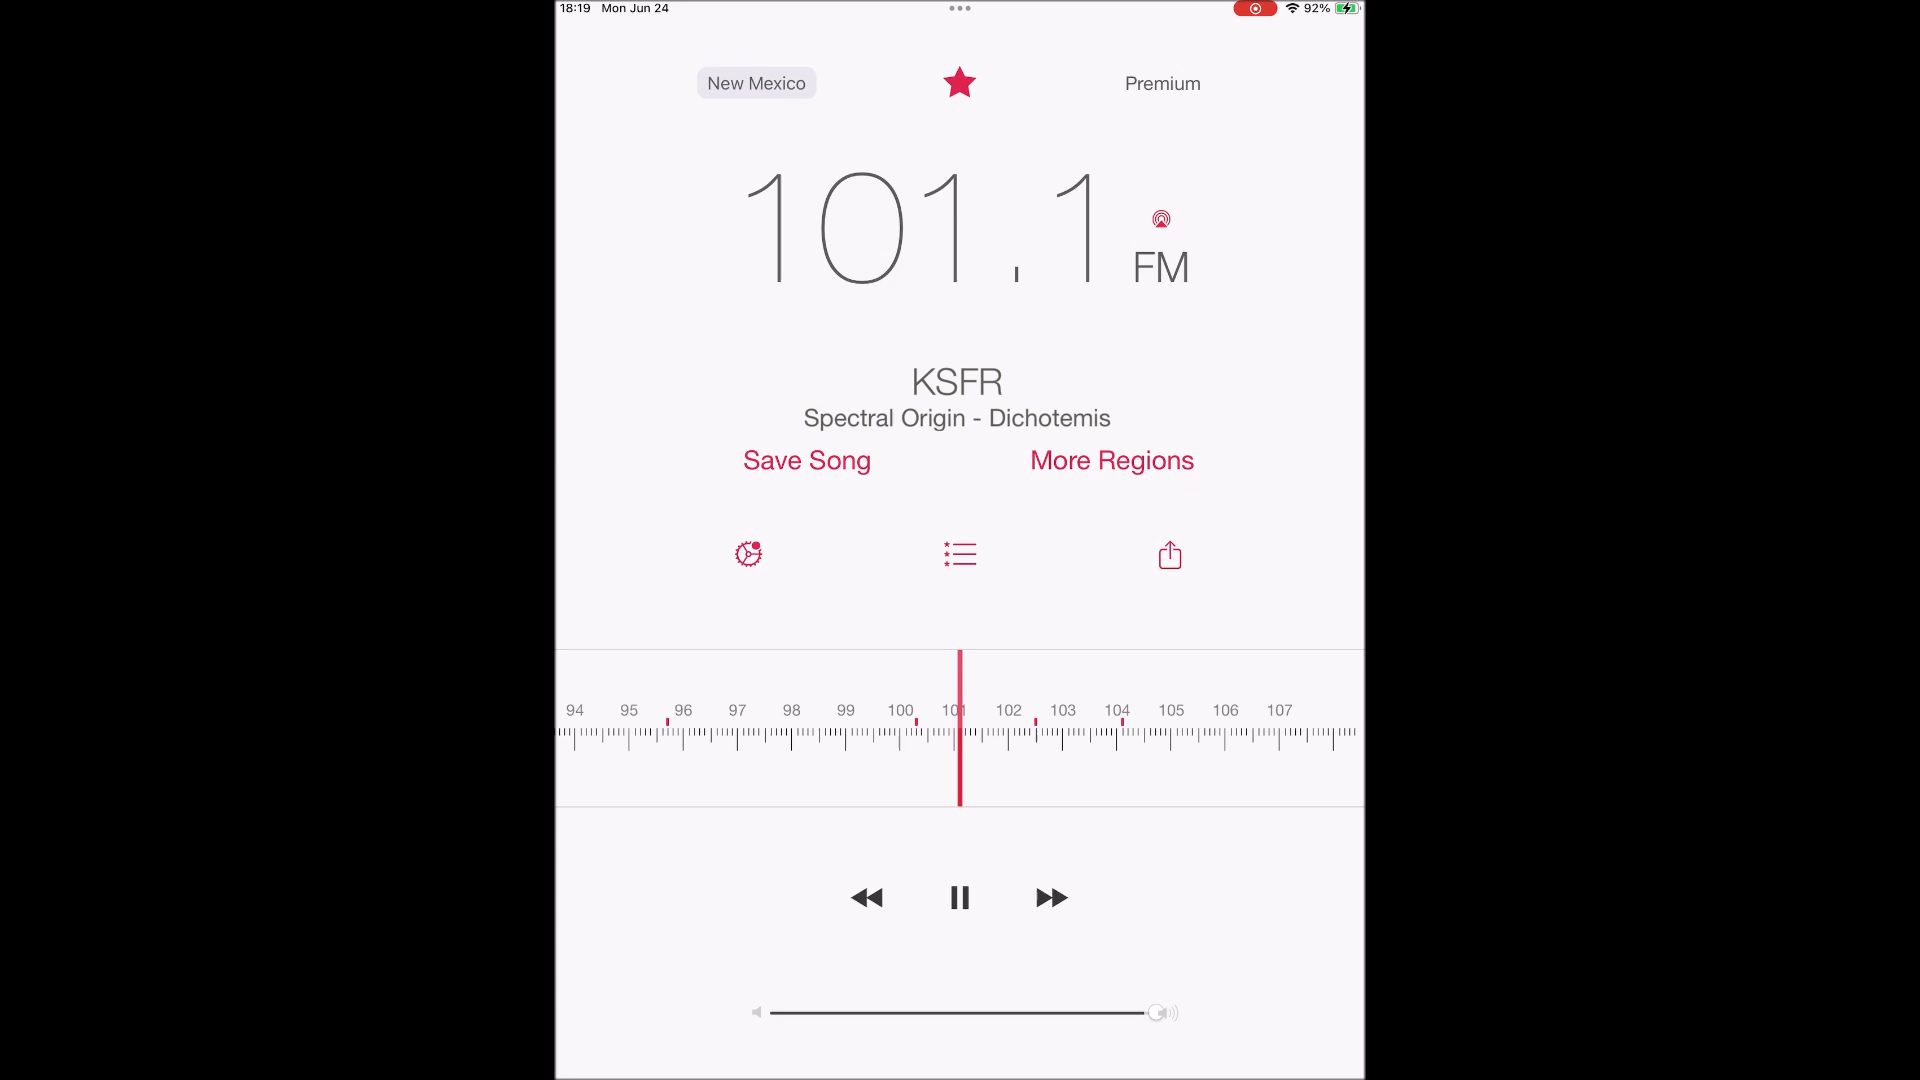 18:19 Mon Jun 24
92%
New Mexico
Premium
101.1 FM
KSFR
Spectral Origin - Dichotemis
Save Song
More Regions
94 95 96 97 98 99 100 101 102 103 104 105 106 107